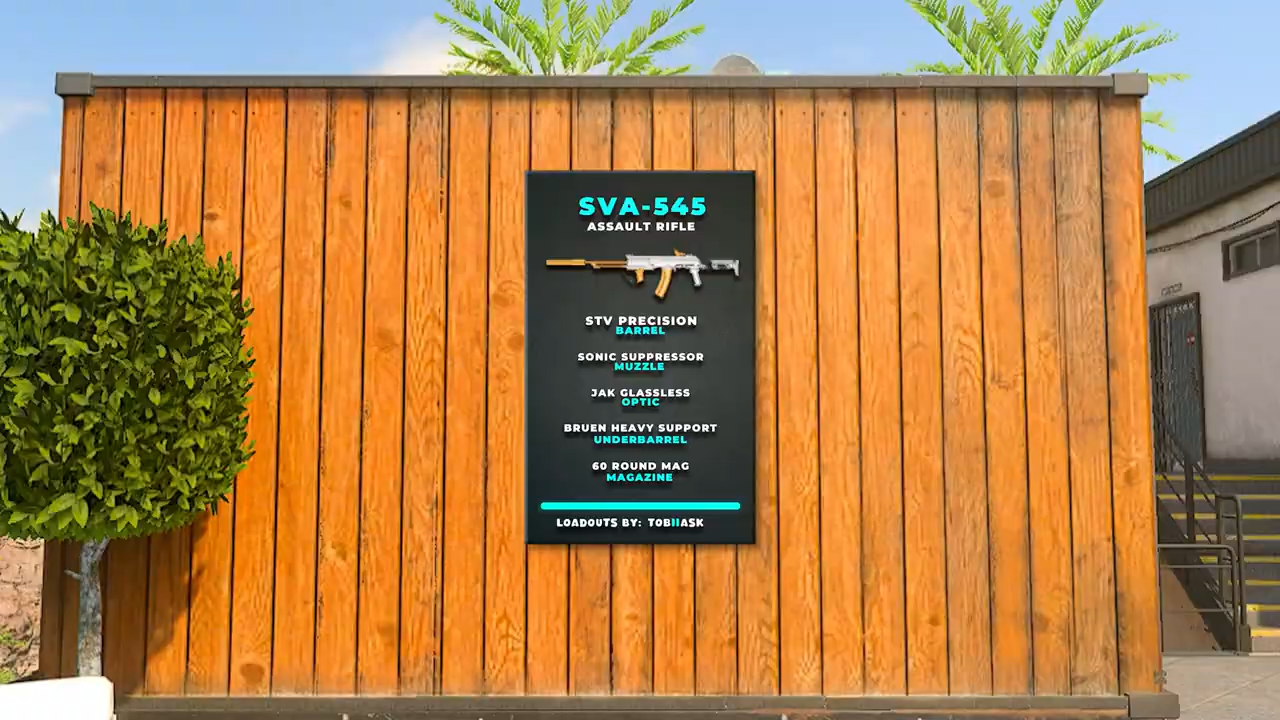 SVA-545
ASSAULT RIFLE
STV PRECISION
BARREL
SONIC SUPPRESSOR
MUZZLE
JAK GLASSLESS
OPTIC
BRUEN HEAVY SUPPORT
UNDERBARREL
60 ROUND MAG
MAGAZINE
LOADOUTS BY: TOBIIASK